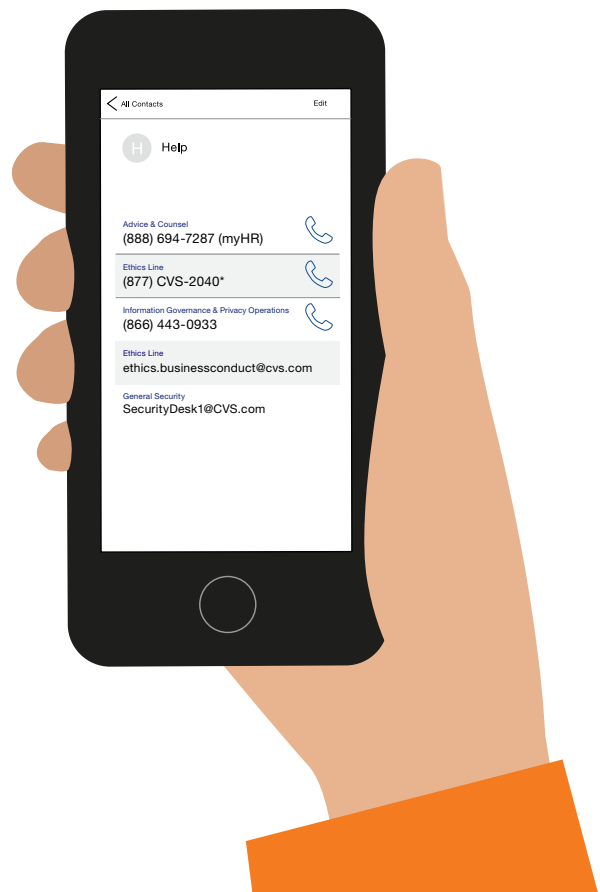 All Contacts Edit
H Help
Advice & Counsel
(888) 694-7287 (myHR)
Ethics Line
(877) CVS-2040*
Information Governance & Privacy Operations
(866) 443-0933
Ethics Line
ethics.businessconduct@cvs.com
General Security
SecurityDesk1@CVS.com